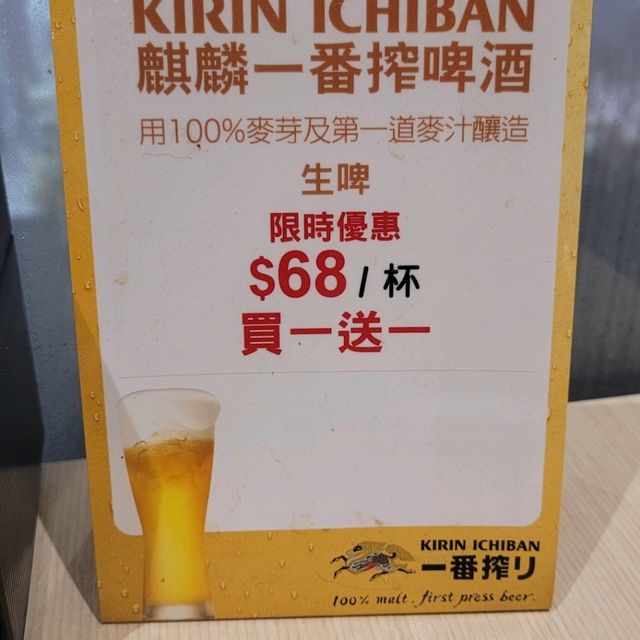 KIRIN ICHIBAN
麒麟一番搾啤酒
用100%麥芽及第一道麥汁釀造
生啤
限時優惠
$68 / 杯
買一送一
KIRIN ICHIBAN
一番搾り
100% malt. first press beer.